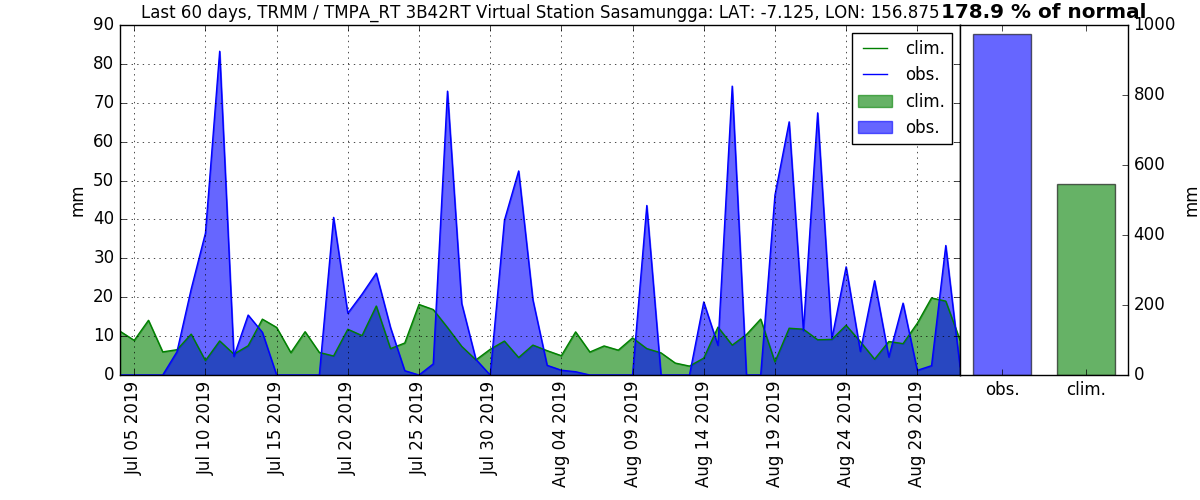 Last 60 days, TRMM / TMPA_RT 3B42RT Virtual Station Sasamungga: LAT: -7.125, LON: 156.875
178.9 % of normal
90
80
70
60
50
40
30
20
10
0
mm
clim.
obs.
clim.
obs.
Jul 05 2019
Jul 10 2019
Jul 15 2019
Jul 20 2019
Jul 25 2019
Jul 30 2019
Aug 04 2019
Aug 09 2019
Aug 14 2019
Aug 19 2019
Aug 24 2019
Aug 29 2019
1000
800
600
400
200
0
mm
obs.
clim.